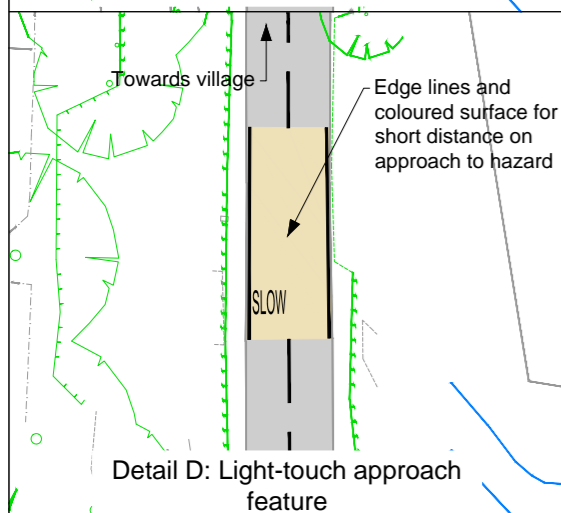 Towards village
Edge lines and
coloured surface for
short distance on
approach to hazard
SLOW
Detail D: Light-touch approach
feature